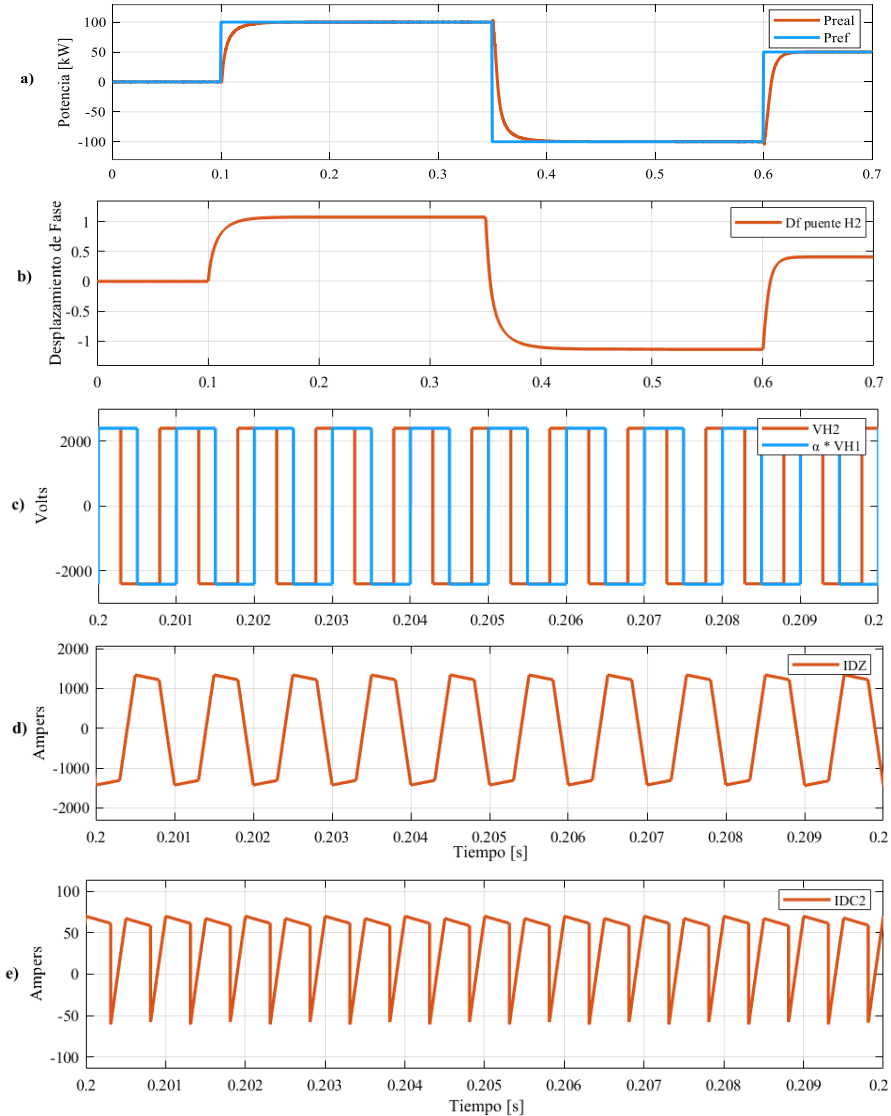 100
50
0
-50
-100
Potencia [kW]
a)
Preal
Pref
0 0.1 0.2 0.3 0.4 0.5 0.6 0.7
1
0.5
0
-0.5
-1
Desplazamiento de Fase
b)
Df puente H2
0 0.1 0.2 0.3 0.4 0.5 0.6 0.7
2000
0
-2000
Volts
c)
VH2
α * VH1
0.2 0.201 0.202 0.203 0.204 0.205 0.206 0.207 0.208 0.209 0.2
2000
1000
0
-1000
-2000
Ampers
d)
IDZ
0.2 0.201 0.202 0.203 0.204 0.205 0.206 0.207 0.208 0.209 0.2
Tiempo [s]
100
50
0
-50
-100
Ampers
e)
IDC2
0.2 0.201 0.202 0.203 0.204 0.205 0.206 0.207 0.208 0.209 0.2
Tiempo [s]